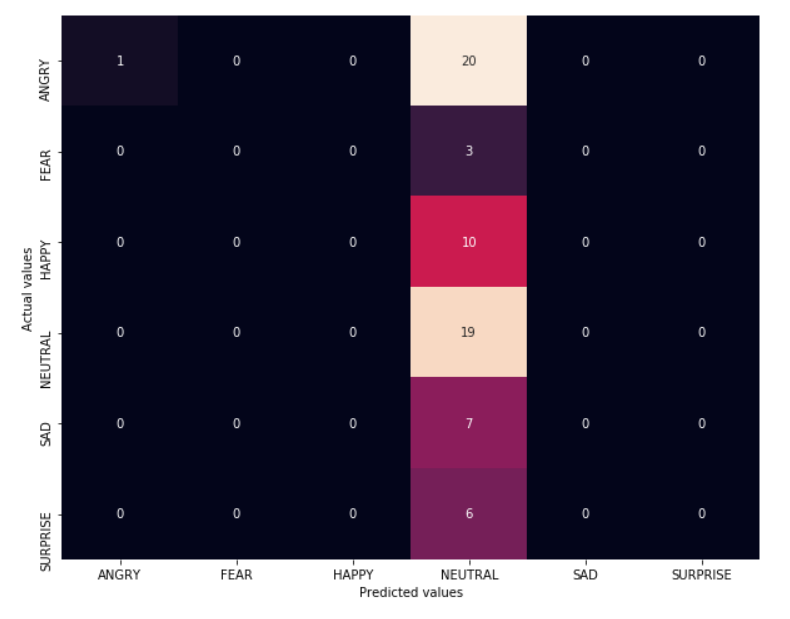 1 0 0 20 0 0
ANGRY
0 0 0 3 0 0
FEAR
0 0 0 10 0 0
HAPPY
Actual values
0 0 0 19 0 0
NEUTRAL
0 0 0 7 0 0
SAD
0 0 0 6 0 0
SURPRISE
ANGRY FEAR HAPPY NEUTRAL SAD SURPRISE
Predicted values